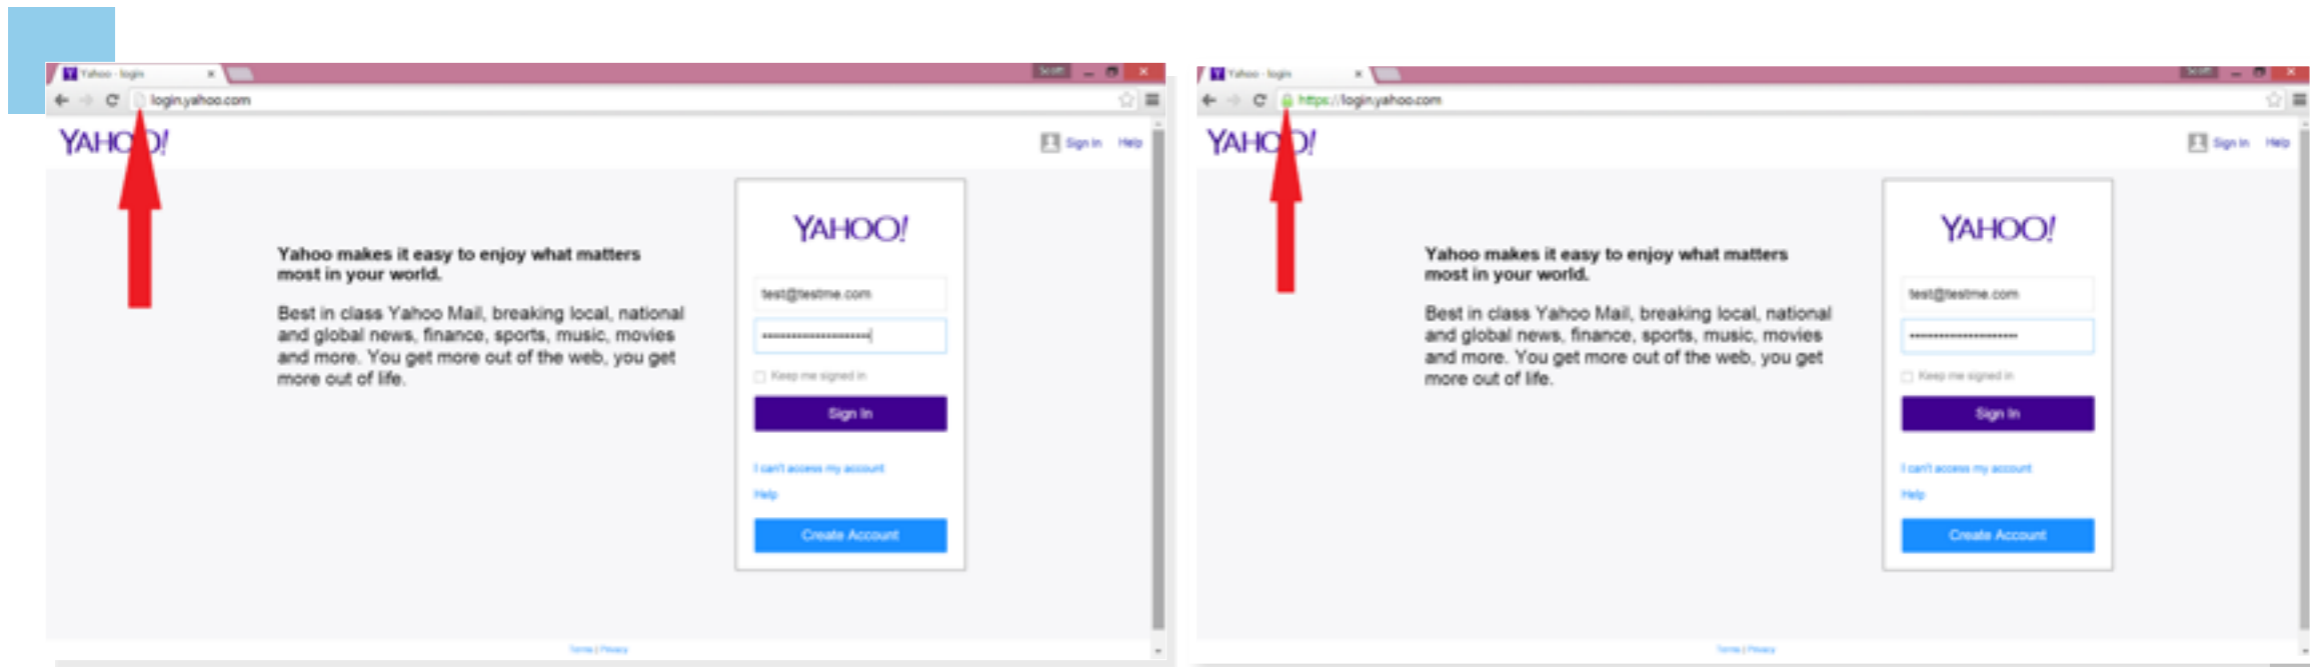 Yahoo - login
Scott
login.yahoo.com
YAHOO!
Sign In Help
YAHOO!
Yahoo makes it easy to enjoy what matters
most in your world.
Best in class Yahoo Mail, breaking local, national
and global news, finance, sports, music, movies
and more. You get more out of the web, you get
more out of life.
test@testme.com
Keep me signed in
Sign In
I can't access my account
Help
Create Account
Terms | Privacy
Yahoo - login
Scott
https://login.yahoo.com
YAHOO!
Sign In Help
YAHOO!
Yahoo makes it easy to enjoy what matters
most in your world.
Best in class Yahoo Mail, breaking local, national
and global news, finance, sports, music, movies
and more. You get more out of the web, you get
more out of life.
test@testme.com
Keep me signed in
Sign In
I can't access my account
Help
Create Account
Terms | Privacy